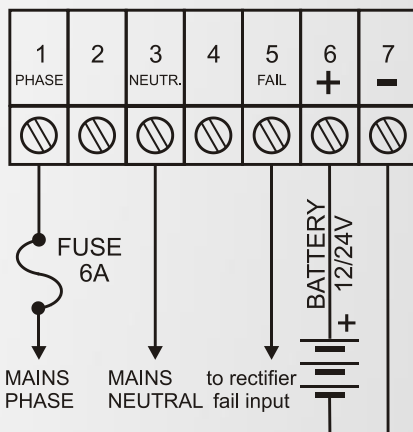 1 2 3 4 5 6 7
PHASE NEUTR. FAIL + -
FUSE
6A
BATTERY
12/24V
+
MAINS
PHASE
MAINS
NEUTRAL
to rectifier
fail input